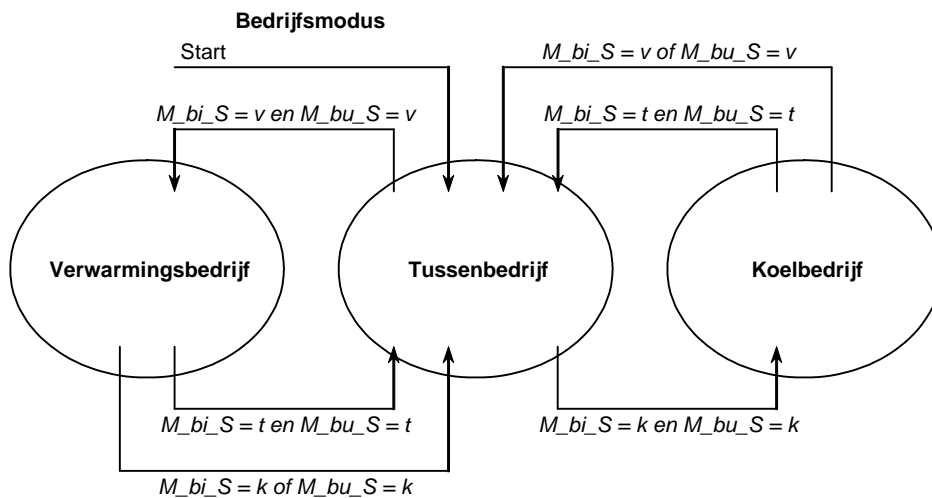 Bedrijfsmodus
Start
M_bi_S = v of M_bu_S = v
M_bi_S = v en M_bu_S = v
M_bi_S = t en M_bu_S = t
Verwarmingsbedrijf
Tussenbedrijf
Koelbedrijf
M_bi_S = t en M_bu_S = t
M_bi_S = k en M_bu_S = k
M_bi_S = k of M_bu_S = k